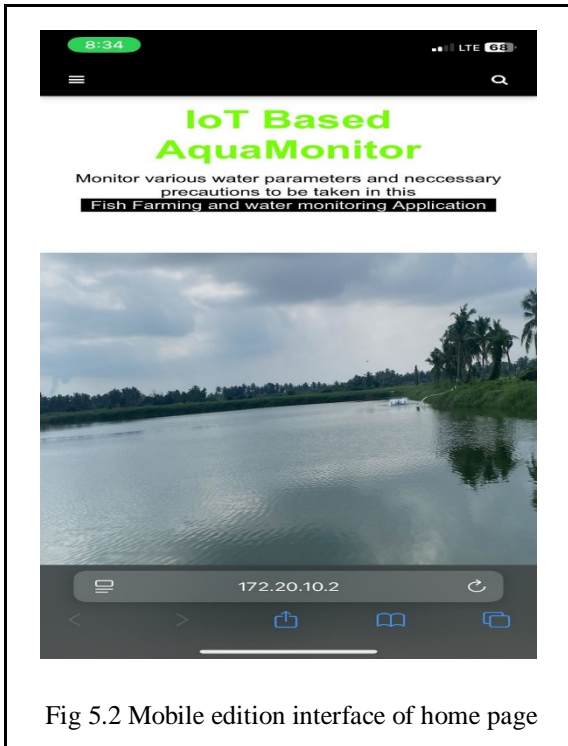 8:34
LTE 68
IoT Based
AquaMonitor
Monitor various water parameters and neccessary
precautions to be taken in this
Fish Farming and water monitoring Application
172.20.10.2
Fig 5.2 Mobile edition interface of home page